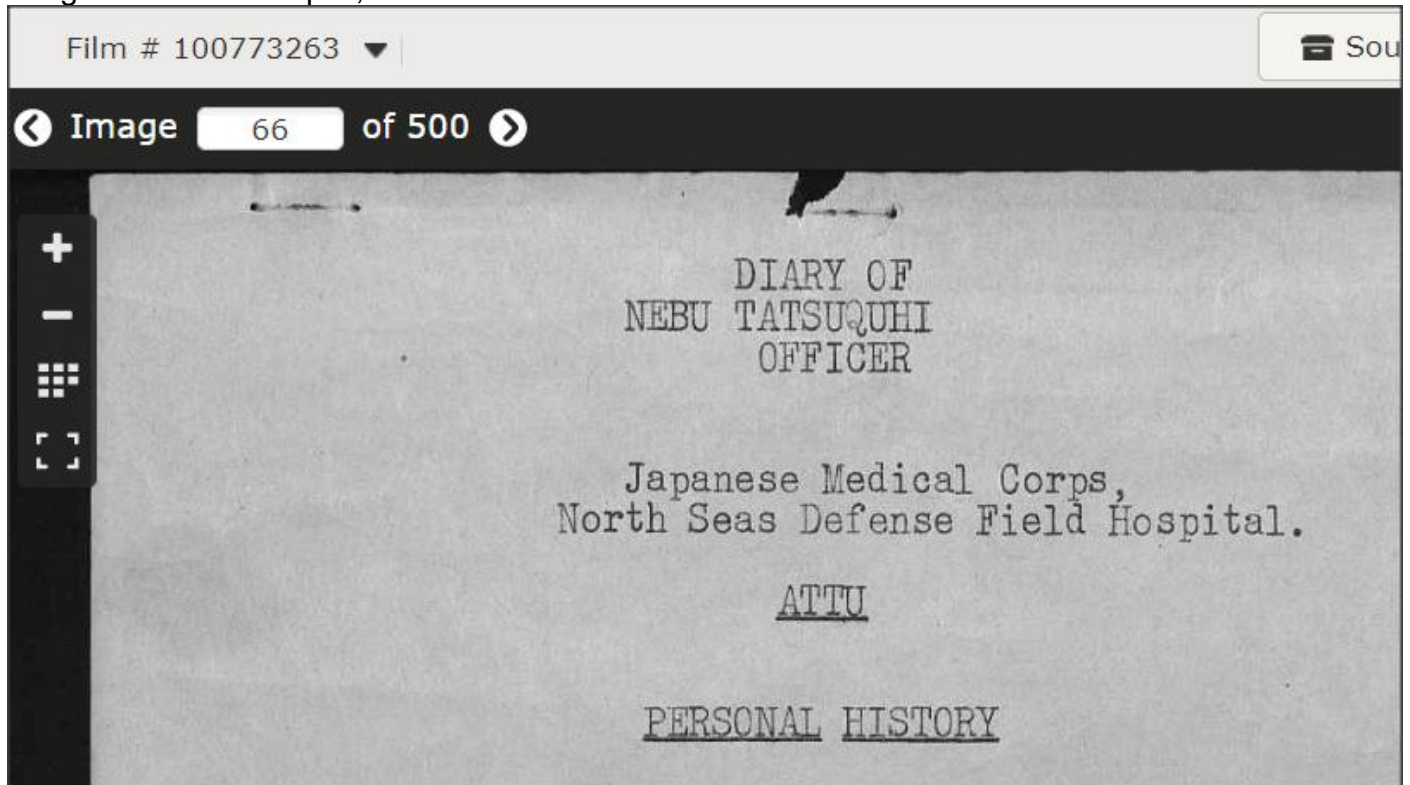 Film # 100773263
Sou
Image 66 of 500
DIARY OF
NEBU TATSUQUHI
OFFICER
Japanese Medical Corps,
North Seas Defense Field Hospital.
ATTU
PERSONAL HISTORY